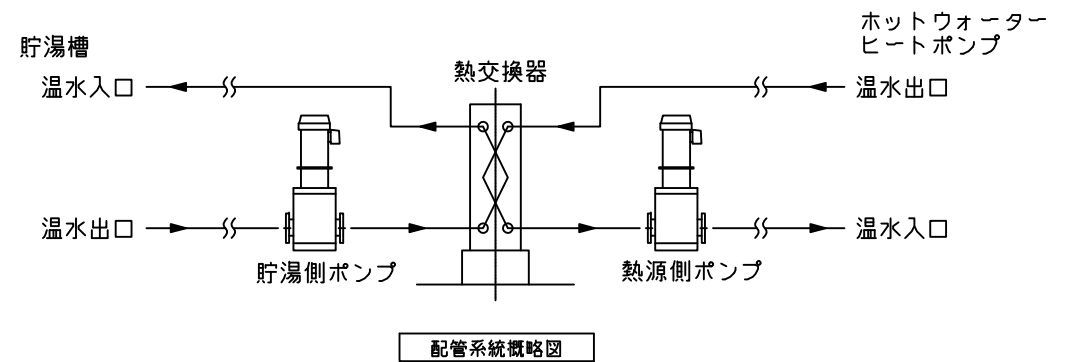 ホットウォーター
ヒートポンプ
貯湯槽
熱交換器
温水入口
温水出口
温水出口
温水入口
貯湯側ポンプ
熱源側ポンプ
配管系統概略図